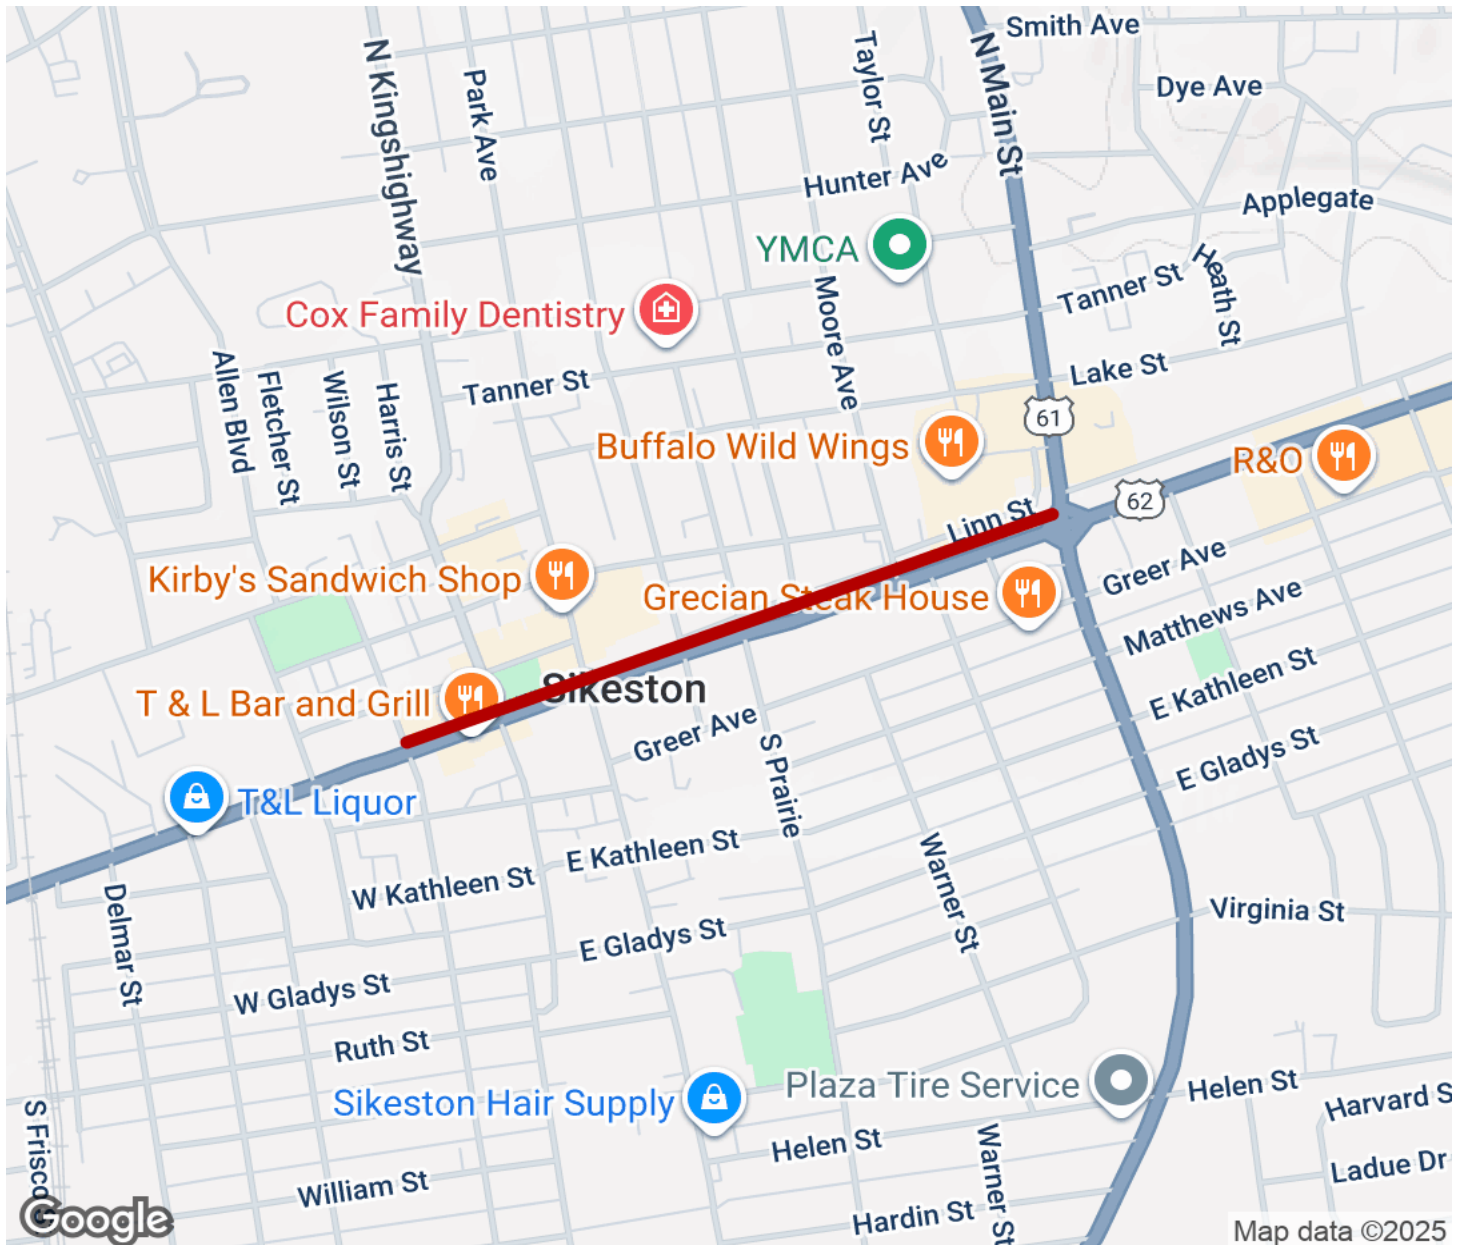 Smith Ave
N Kingshighway
Park Ave
Taylor St
N Main St
Dye Ave
Hunter Ave
Applegate
YMCA
Heath St
Tanner St
Cox Family Dentistry
Moore Ave
Lake St
Allen Blvd
Fletcher St
Wilson St
Harris St
Tanner St
61
Buffalo Wild Wings
R&O
62
Linn St
Greer Ave
Kirby's Sandwich Shop
Grecian Steak House
Matthews Ave
E Kathleen St
T & L Bar and Grill
Sikeston
Greer Ave
S Prairie
E Gladys St
T&L Liquor
E Kathleen St
Warner St
W Kathleen St
Delmar St
Virginia St
E Gladys St
W Gladys St
Ruth St
Plaza Tire Service
Helen St
Sikeston Hair Supply
Harvard S
S Frisco
Helen St
Warner St
Ladue Dr
William St
Hardin St
Google
Map data ©2025